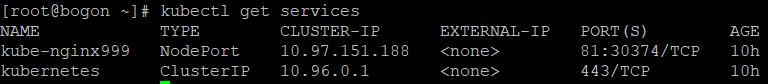 [root@bogon ~]# kubectl get services
NAME TYPE CLUSTER-IP EXTERNAL-IP PORT(S) AGE
kube-nginx999 NodePort 10.97.151.188 <none> 81:30374/TCP 10h
kubernetes ClusterIP 10.96.0.1 <none> 443/TCP 10h